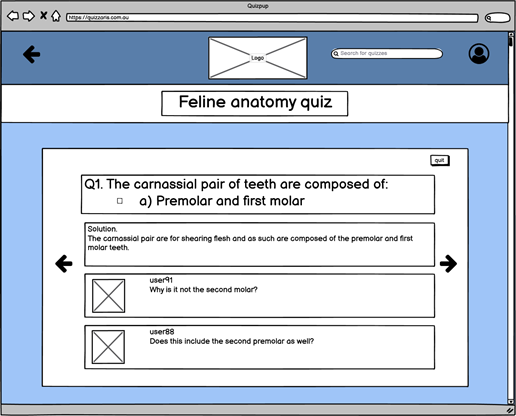 Quizpup
https://quizzans.com.au
Logo
Search for quizzes
Feline anatomy quiz
quit
Q1. The carnassial pair of teeth are composed of:
a) Premolar and first molar
Solution.
The carnassial pair are for shearing flesh and as such are composed of the premolar and first
molar teeth.
user91
Why is it not the second molar?
user88
Does this include the second premolar as well?